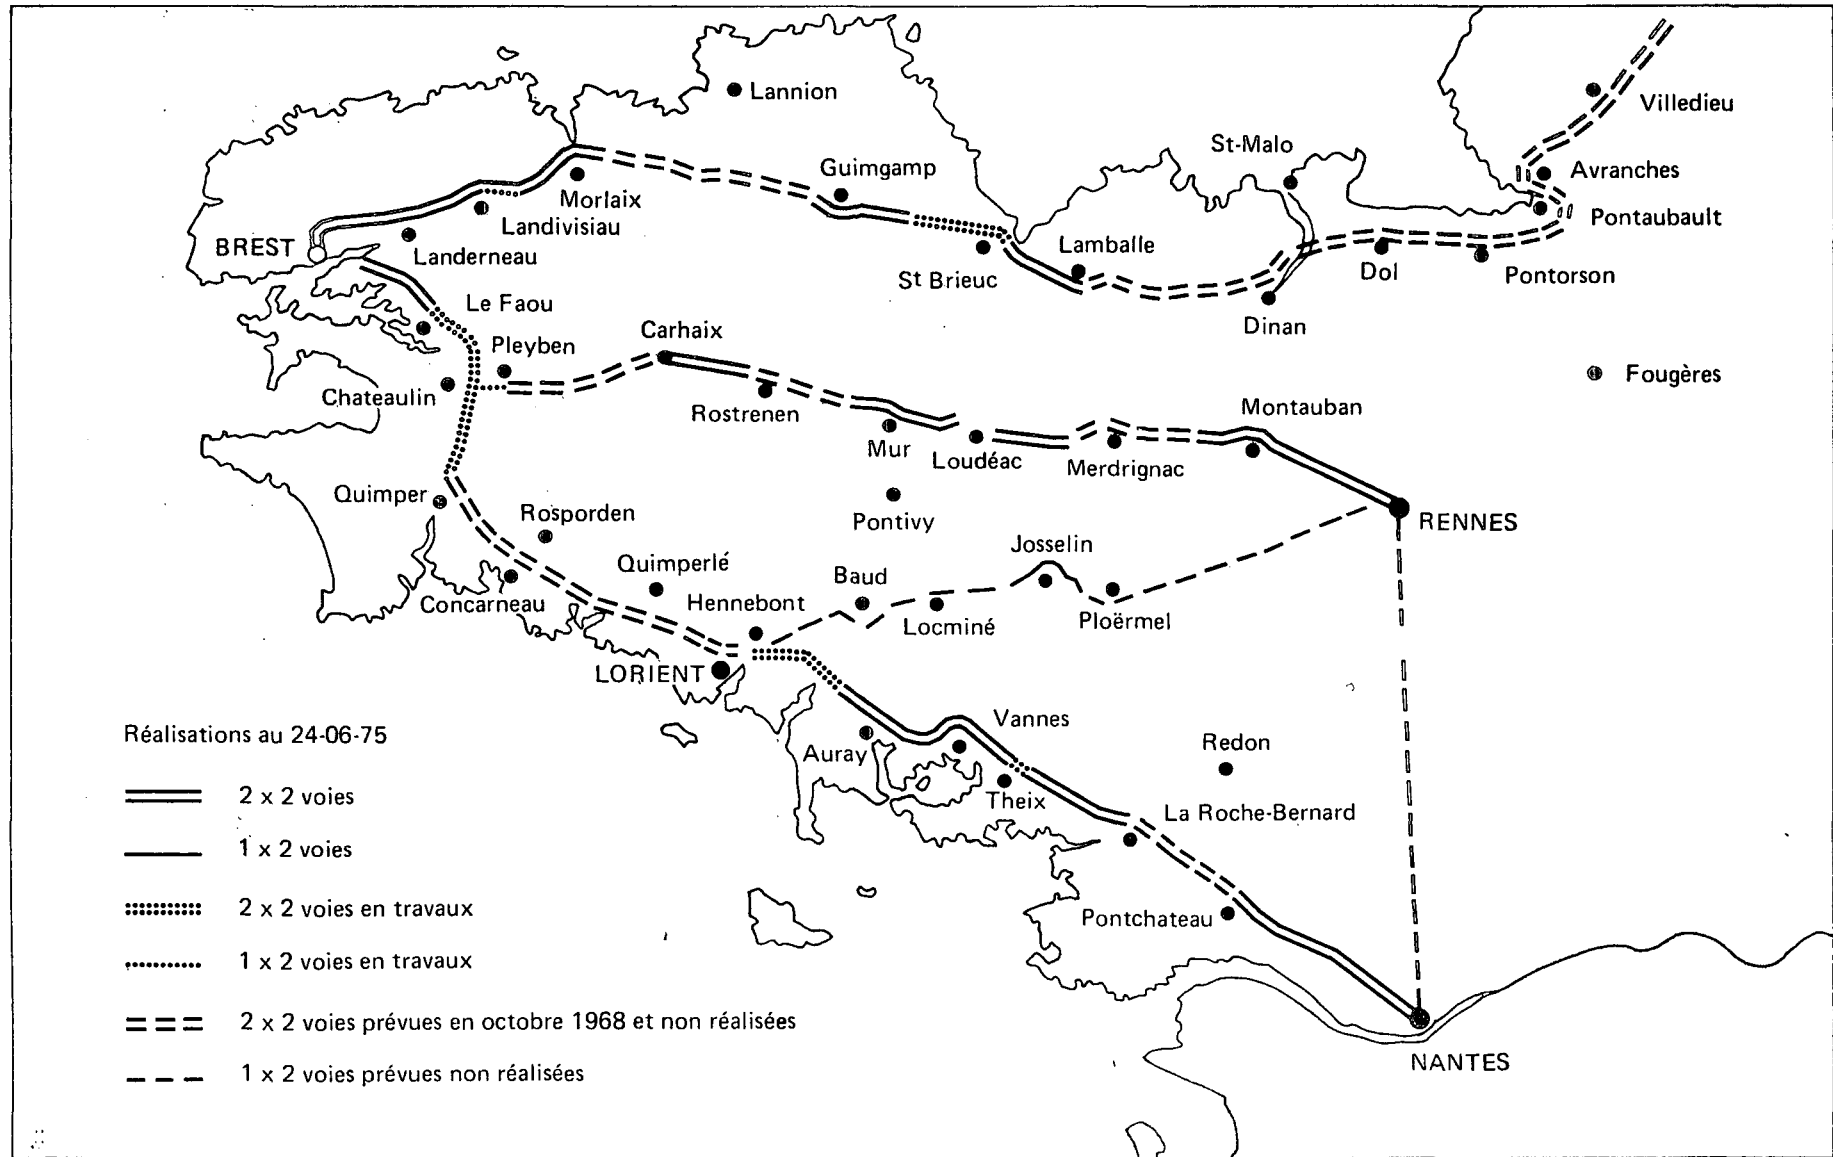 Lannion
Villedieu
St-Malo
Guimgamp
Avranches
Morlaix
Landivisiau
Pontaubault
BREST
Landerneau
Lamballe
St Brieuc
Dol
Pontorson
Le Faou
Dinan
Carhaix
Pleyben
Fougères
Chateaulin
Rostrenen
Montauban
Mur
Loudéac
Merdrignac
Quimper
Rosporden
Pontivy
RENNES
Josselin
Quimperlé
Baud
Concarneau
Hennebont
Locminé
Ploërmel
LORIENT
Vannes
Réalisations au 24-06-75
Auray
Redon
Theix
La Roche-Bernard
2 x 2 voies
1 x 2 voies
2 x 2 voies en travaux
Pontchateau
1 x 2 voies en travaux
2 x 2 voies prévues en octobre 1968 et non réalisées
NANTES
1 x 2 voies prévues non réalisées